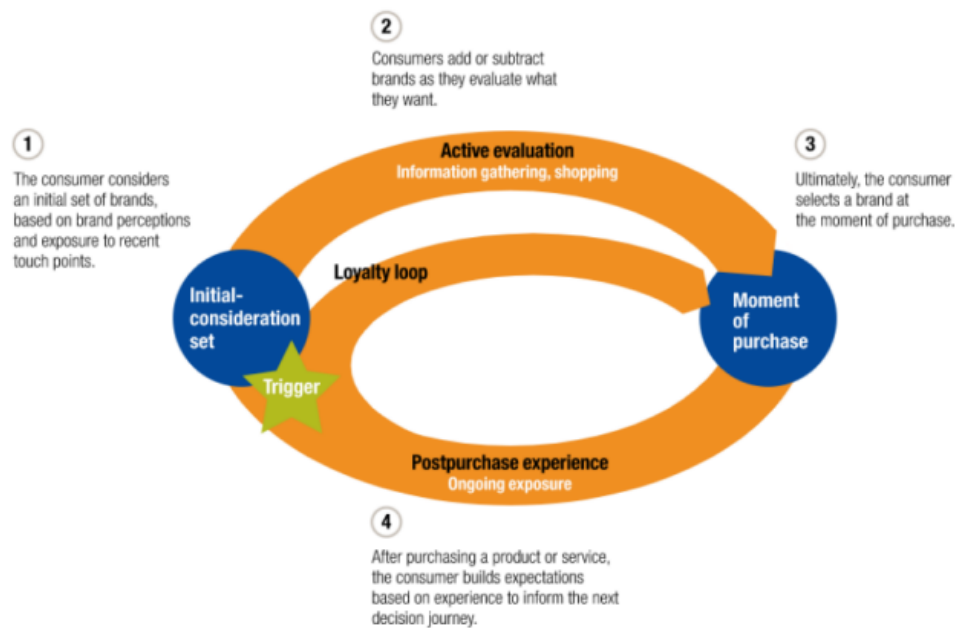 2
Consumers add or subtract
brands as they evaluate what
they want.
1
The consumer considers
an initial set of brands,
based on brand perceptions
and exposure to recent
touch points.
3
Ultimately, the consumer
selects a brand at
the moment of purchase.
Active evaluation
Information gathering, shopping
Loyalty loop
Initial-
consideration
set
Moment
of
purchase
Trigger
Postpurchase experience
Ongoing exposure
4
After purchasing a product or service,
the consumer builds expectations
based on experience to inform the next
decision journey.